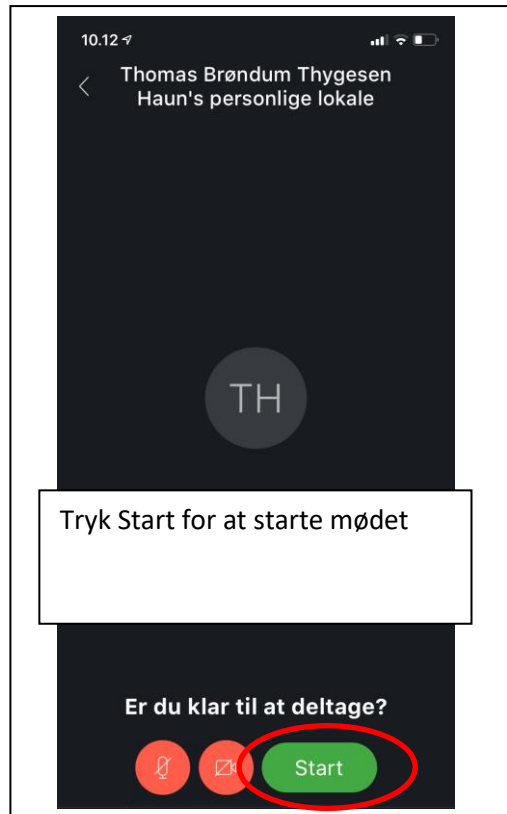 10.12
Thomas Brøndum Thygesen
Haun's personlige lokale
TH
Tryk Start for at starte mødet
Er du klar til at deltage?
Start